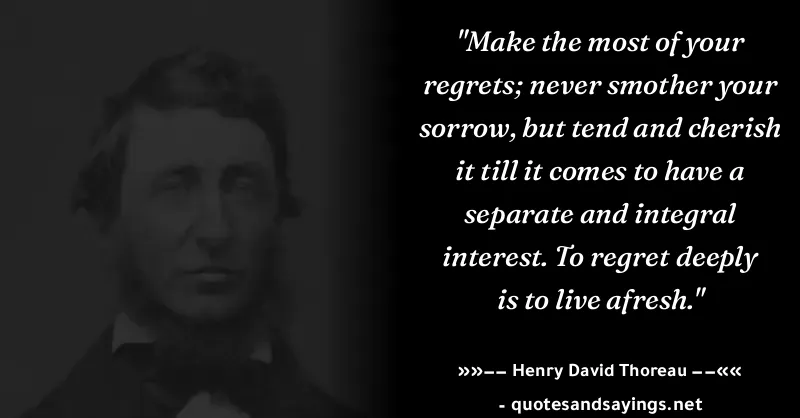 "Make the most of your
regrets; never smother your
sorrow, but tend and cherish
it till it comes to have a
separate and integral
interest. To regret deeply
is to live afresh."
»»−− Henry David Thoreau −−««
- quotesandsayings.net